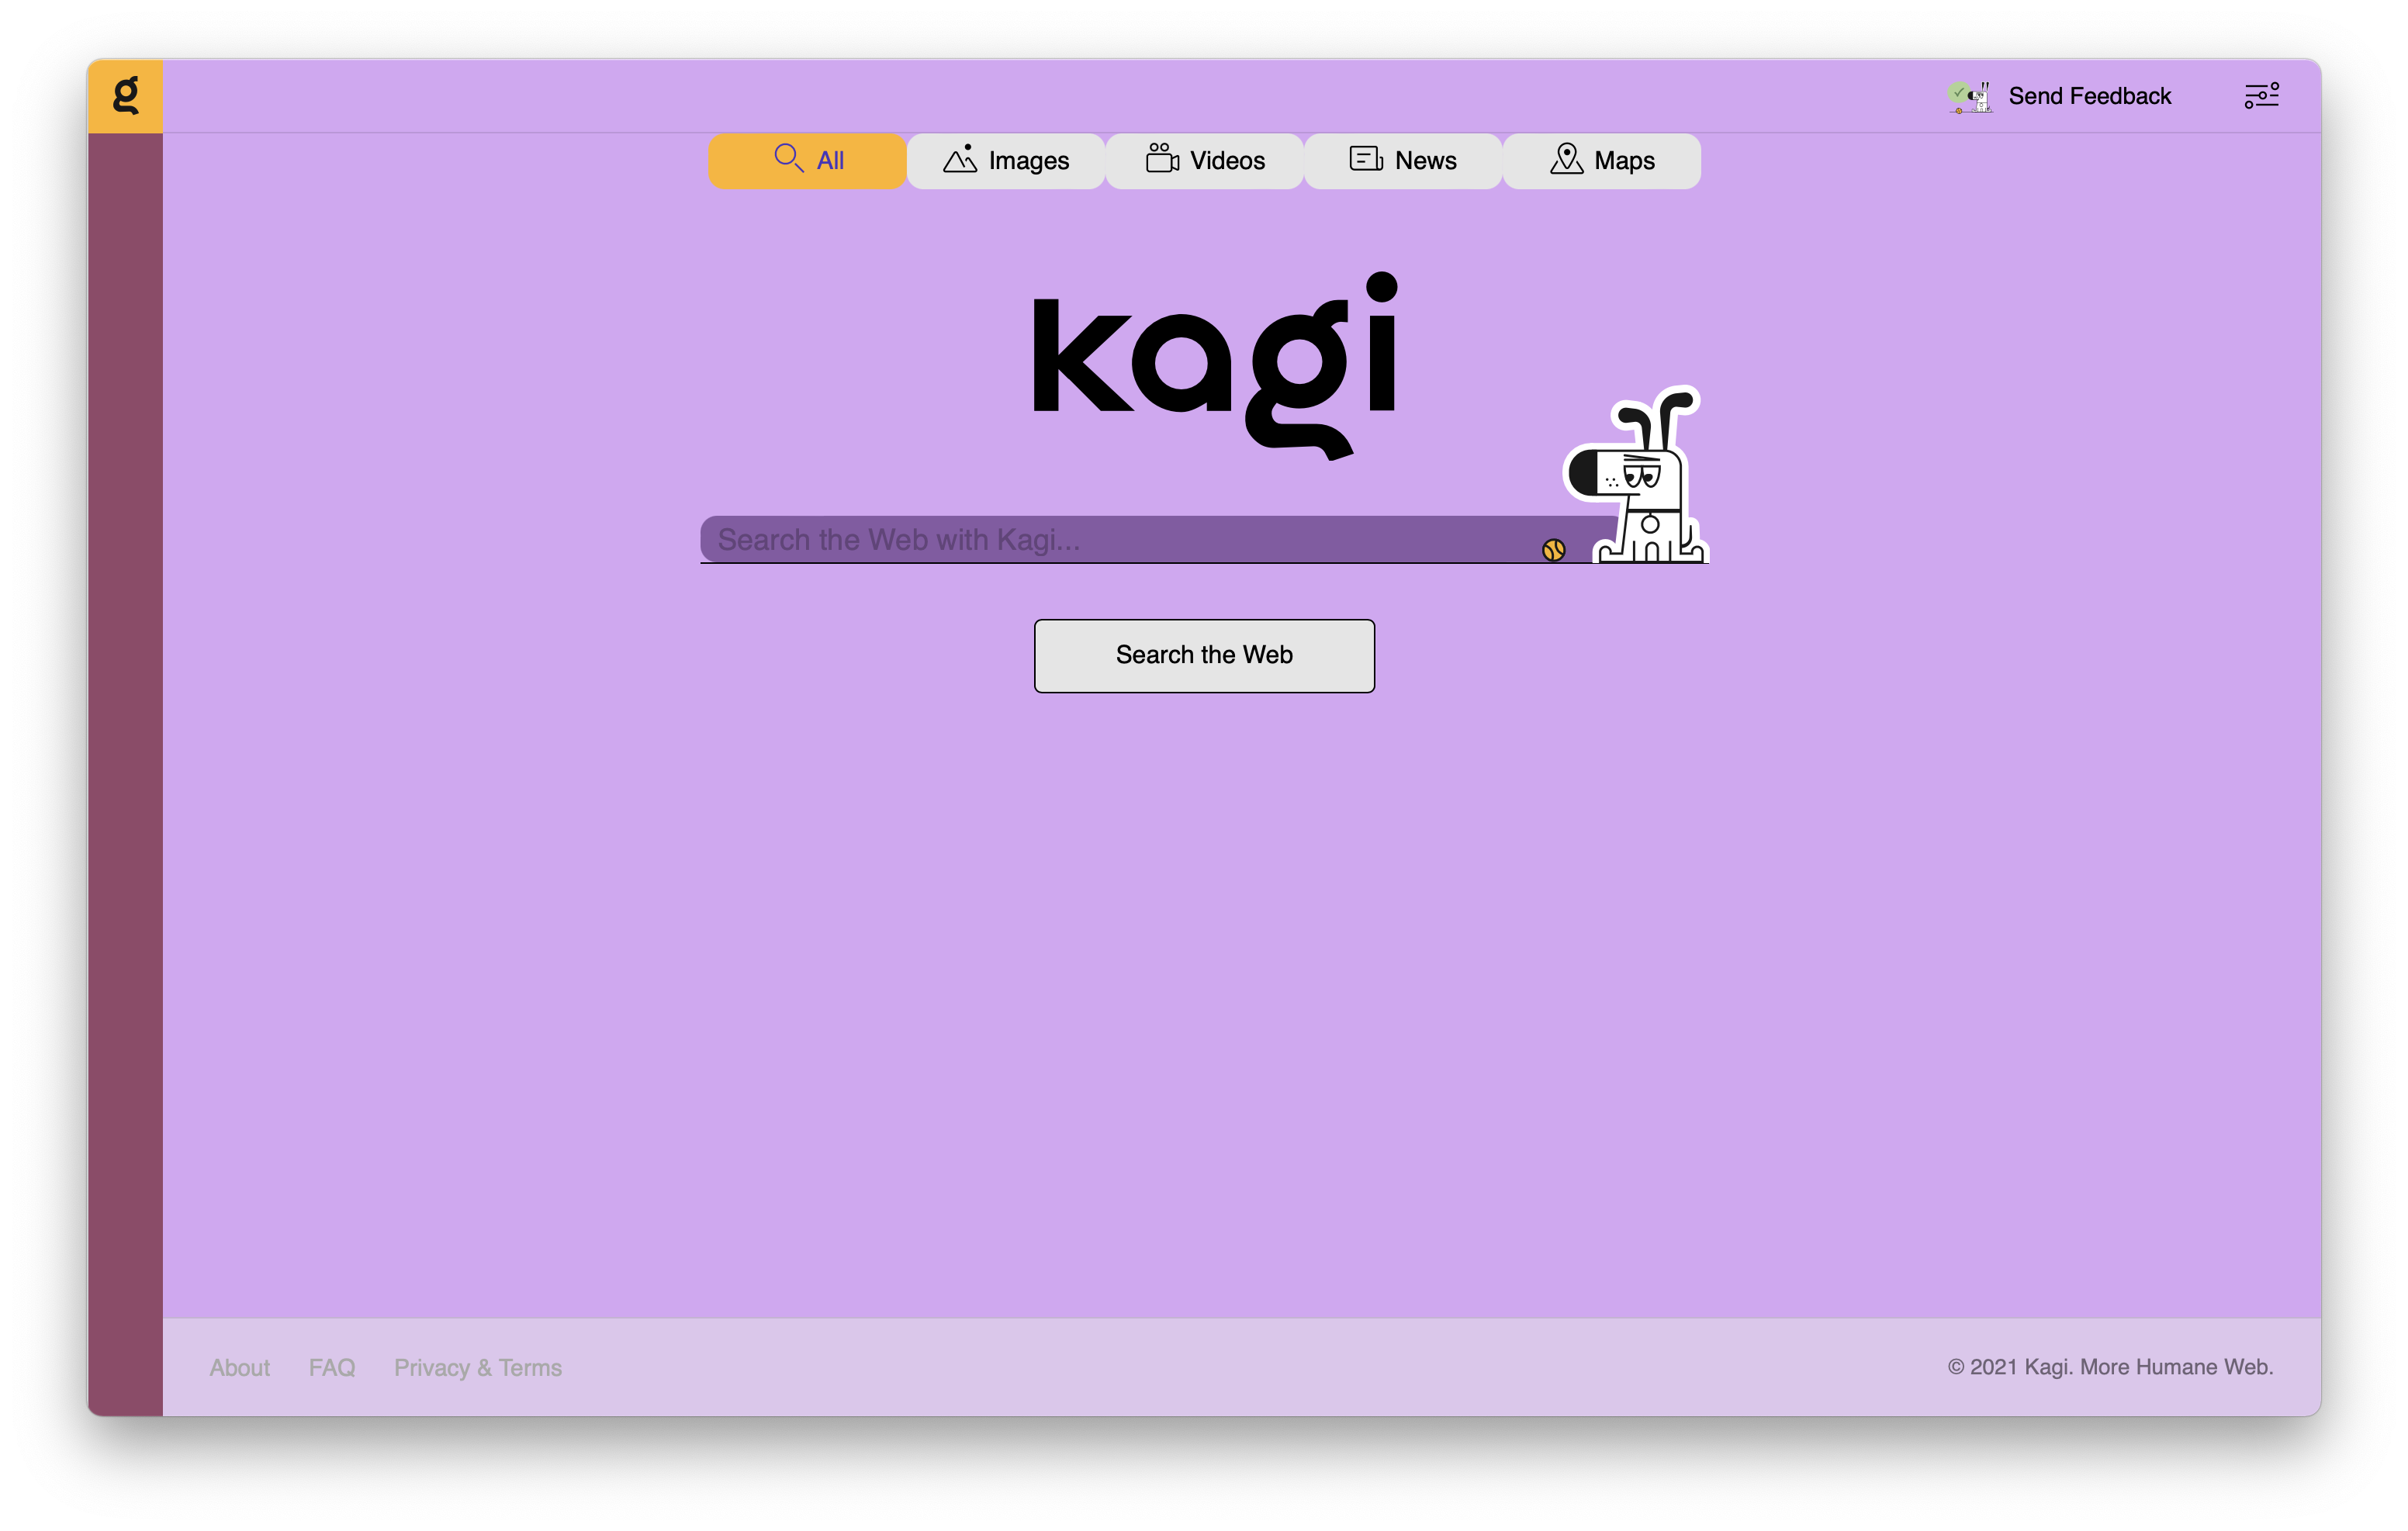 g
Send Feedback
All
Images
Videos
News
Maps
kagi
Search the Web with Kagi...
Search the Web
About
FAQ
Privacy & Terms
© 2021 Kagi. More Humane Web.